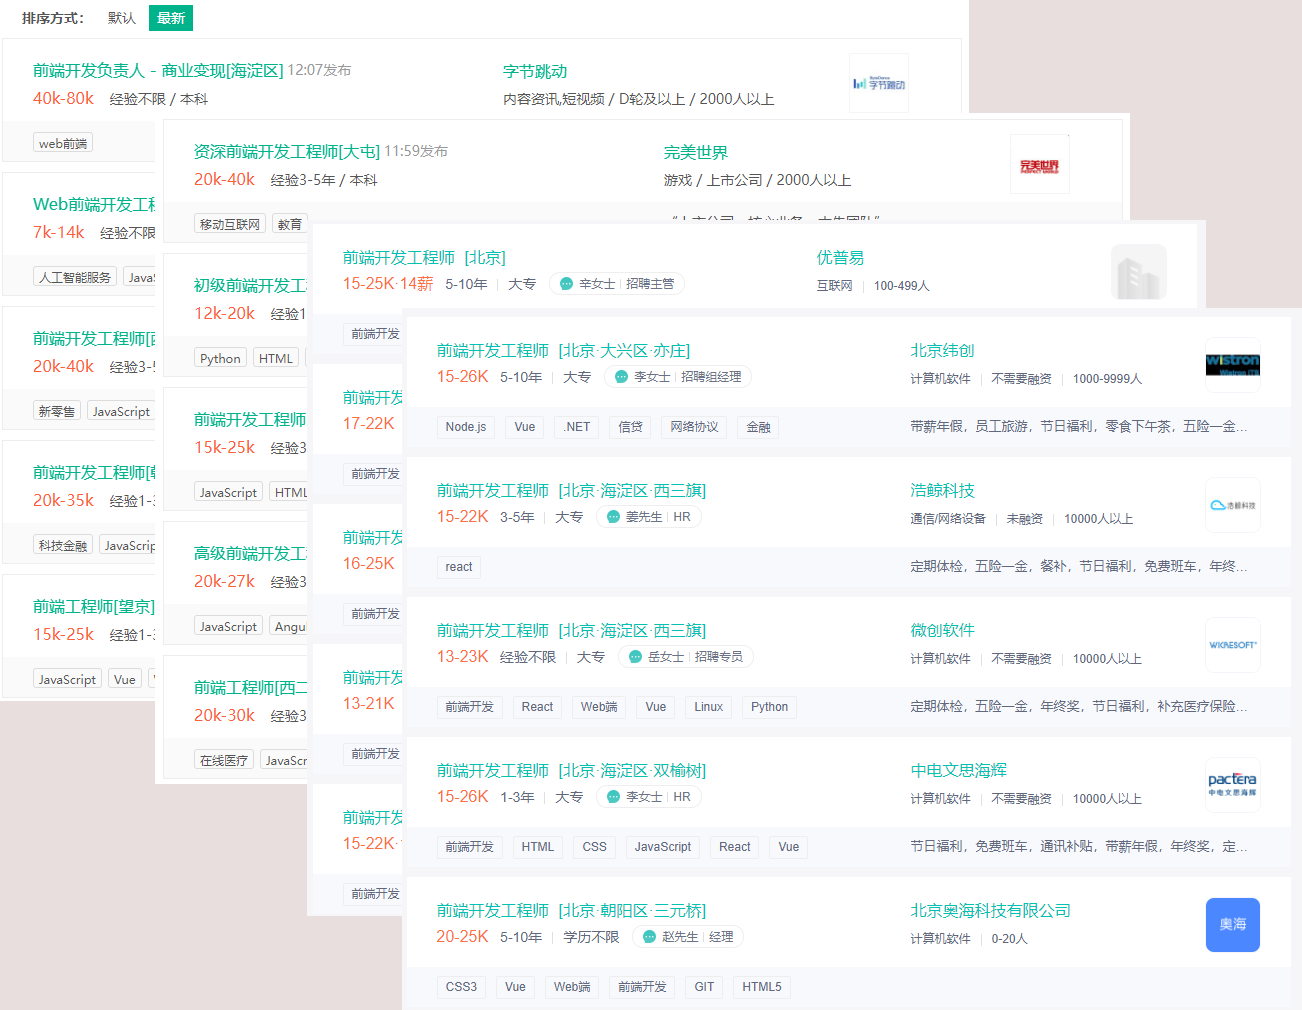 排序方式： 默认 最新
前端开发负责人 - 商业变现[海淀区] 12:07发布
40k-80k 经验不限 / 本科
web前端
字节跳动
内容资讯,短视频 / D轮及以上 / 2000人以上
字节跳动
Web前端开发工程
7k-14k 经验不限
人工智能服务 JavaS
前端开发工程师[西
20k-40k 经验3-5
新零售 JavaScript
前端开发工程师[朝
20k-35k 经验1-3
科技金融 JavaScrip
前端工程师[望京]
15k-25k 经验1-3
JavaScript Vue
资深前端开发工程师[大屯] 11:59发布
20k-40k 经验3-5年 / 本科
移动互联网 教育
完美世界
游戏 / 上市公司 / 2000人以上
“上市公司、核心业务、大牛团队”
完美世界
PERFECT WORLD
初级前端开发工
12k-20k 经验1
Python HTML
前端开发工程师
15k-25k 经验3
JavaScript HTML
高级前端开发工
20k-27k 经验3
JavaScript Angu
前端工程师[西二
20k-30k 经验3
在线医疗 JavaScr
前端开发工程师 [北京]
15-25K·14薪 5-10年 大专 辛女士 招聘主管
前端开发
优普易
互联网 100-499人
前端开发
17-22K
前端开发
前端开发
16-25K
前端开发
前端开发
13-21K
前端开发
前端开发
15-22K·
前端开发
前端开发工程师 [北京·大兴区·亦庄]
15-26K 5-10年 大专 李女士 招聘组经理
Node.js Vue .NET 信贷 网络协议 金融
北京纬创
计算机软件 不需要融资 1000-9999人
带薪年假，员工旅游，节日福利，零食下午茶，五险一金...
wistron
Wistron ITS
前端开发工程师 [北京·海淀区·西三旗]
15-22K 3-5年 大专 姜先生 HR
react
浩鲸科技
通信/网络设备 未融资 10000人以上
定期体检，五险一金，餐补，节日福利，免费班车，年终...
浩鲸科技
前端开发工程师 [北京·海淀区·西三旗]
13-23K 经验不限 大专 岳女士 招聘专员
前端开发 React Web端 Vue Linux Python
微创软件
计算机软件 不需要融资 10000人以上
定期体检，五险一金，年终奖，节日福利，补充医疗保险...
WICRESOFT
前端开发工程师 [北京·海淀区·双榆树]
15-26K 1-3年 大专 李女士 HR
前端开发 HTML CSS JavaScript React Vue
中电文思海辉
计算机软件 不需要融资 10000人以上
节日福利，免费班车，通讯补贴，带薪年假，年终奖，定...
pactera
中电文思海辉
前端开发工程师 [北京·朝阳区·三元桥]
20-25K 5-10年 学历不限 赵先生 经理
CSS3 Vue Web端 前端开发 GIT HTML5
北京奥海科技有限公司
计算机软件 0-20人
奥海